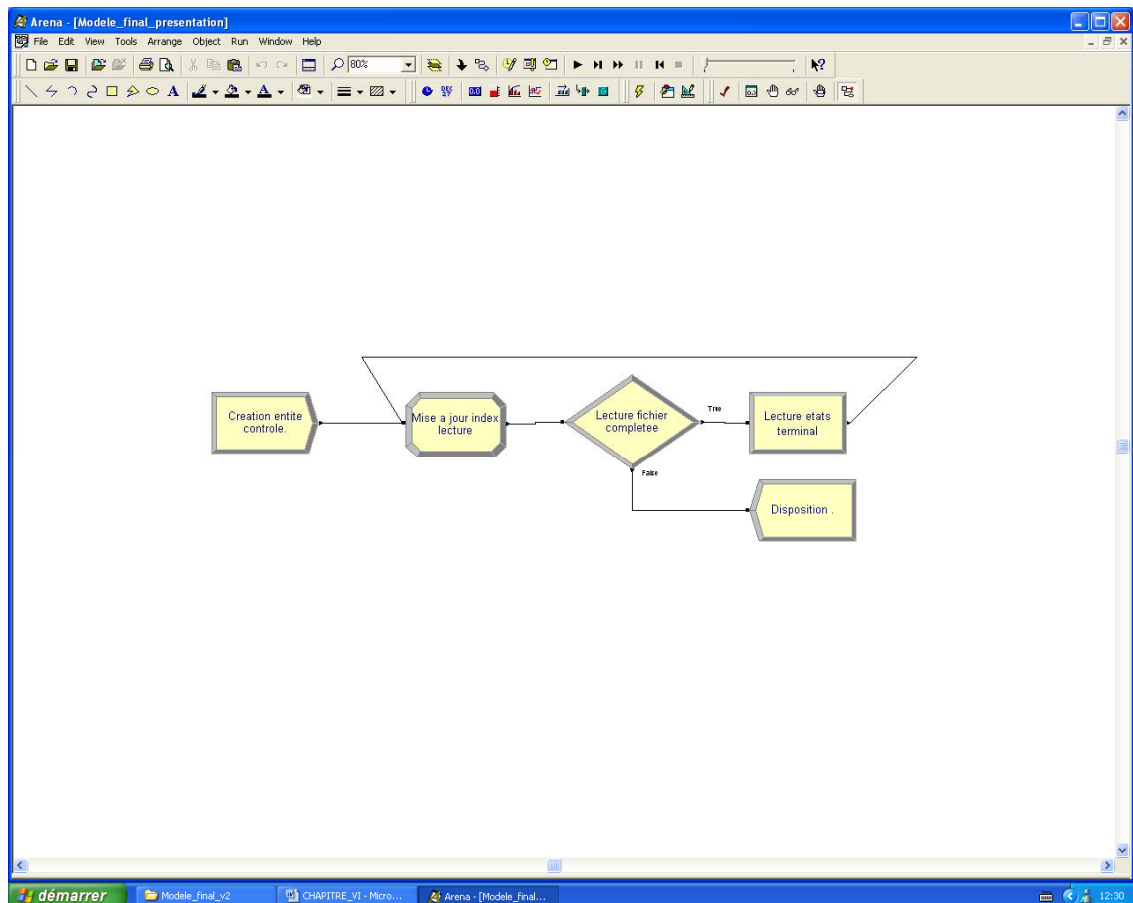 Arena - [Modele_final_presentation]
File Edit View Tools Arrange Object Run Window Help
80%
Creation entite
controle.
Mise a jour index
lecture
Lecture fichier
completee
True
False
Lecture etats
terminal
Disposition .
démarrer
Modele_final_v2
CHAPITRE_VI - Micro...
Arena - [Modele_final...
12:30